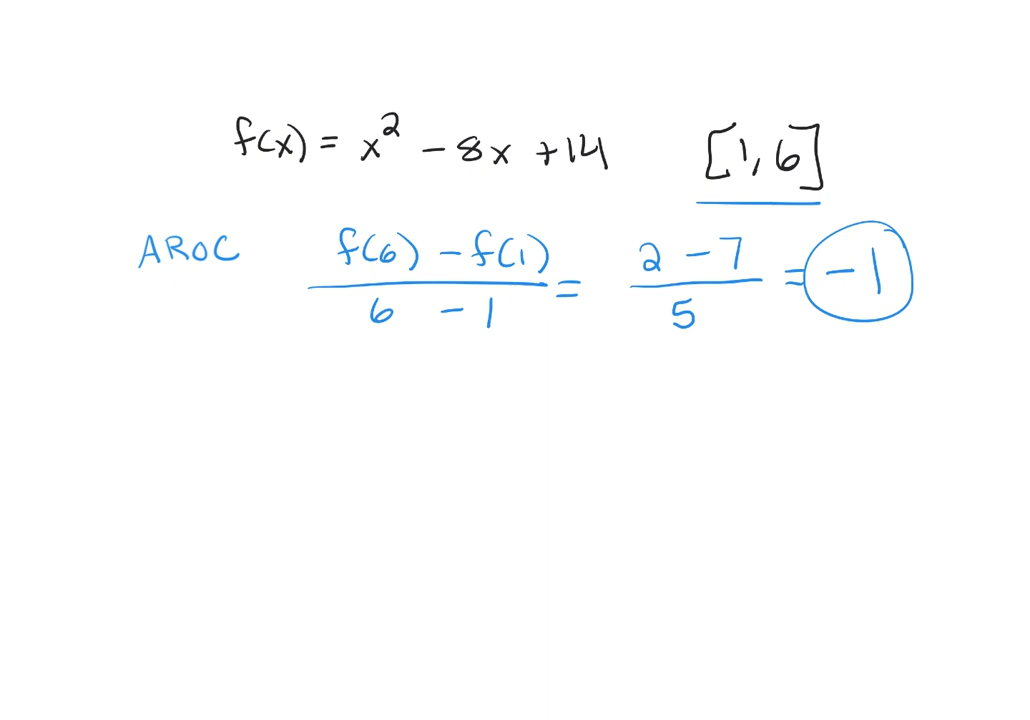 f(x) = x² - 8x + 14 [1, 6]
AROC f(6) - f(1) / 6 - 1 = 2 - 7 / 5 = -1